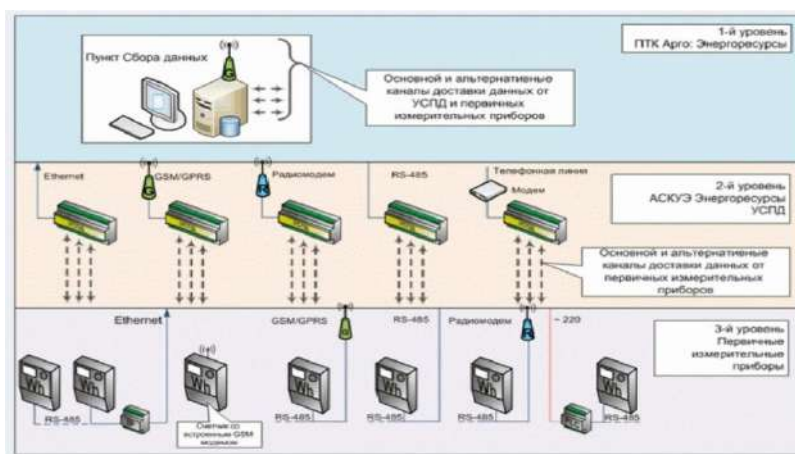 1-й уровень
ПТК Арго: Энергоресурсы
Пункт Сбора данных
Основной и альтернативные
каналы доставки данных от
УСПД и первичных
измерительных приборов
Ethernet
GSM/GPRS
Радиомодем
RS-485
Телефонная линия
Модем
2-й уровень
АСКУЭ Энергоресурсы
УСПД
Основной и альтернативные
каналы доставки данных от
первичных измерительных
приборов
Ethernet
GSM/GPRS
RS-485
Радиомодем
~ 220
3-й уровень
Первичные
измерительные
приборы
Wh
Wh
Wh
Wh
Wh
Wh
Wh
RS-485
Счетчик со
встроенным GSM
модемом
RS-485
RS-485
RS-485
RS-485